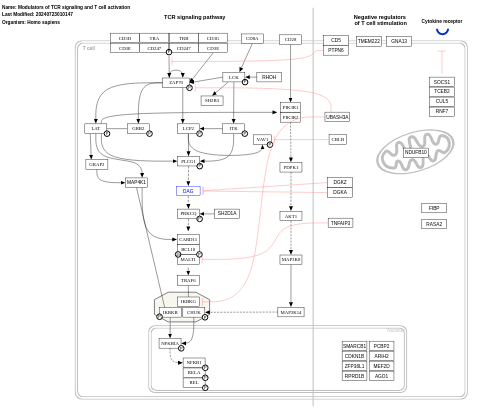 Name: Modulators of TCR signaling and T cell activation
Last Modified: 20240723010147
Organism: Homo sapiens
TCR signaling pathway
Negative regulators
of T cell stimulation
Cytokine receptor
T cell
CD3D
TRA
TRB
CD3G
CD3E
CD247
CD247
CD3E
CD8A
CD28
CD5
PTPN6
TMEM222
GNA13
ZAP70
LCK
RHOH
SH2B3
SOCS1
TCEB2
CUL5
RNF7
PIK3R1
PIK3R2
UBASH3A
LAT
GRB2
LCP2
ITK
VAV1
CBLB
NDUFB10
GRAP2
PLCG1
PDPK1
MAP4K1
DAG
DGKZ
DGKA
PRKCQ
SH2D1A
AKT1
TNFAIP3
FIBP
RASA2
CARD11
BCL10
MALT1
MAP3K8
TRAF6
IKBKG
IKBKB
CHUK
MAP3K14
NFKBIA
NFKB1
RELA
REL
SMARCB1
PCBP2
CDKN1B
ARIH2
ZFP36L1
MEF2D
RPRD1B
AGO1